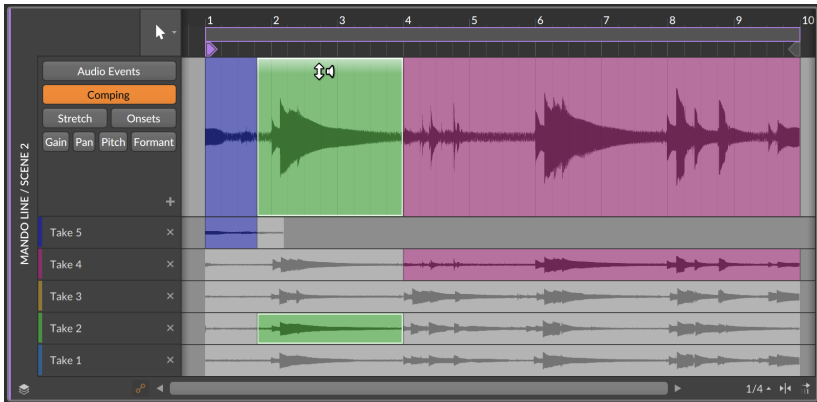 1 2 3 4 5 6 7 8 9 10
MANDO LINE / SCENE 2
Audio Events
Comping
Stretch Onsets
Gain Pan Pitch Formant
+
Take 5 ×
Take 4 ×
Take 3 ×
Take 2 ×
Take 1 ×
1/4